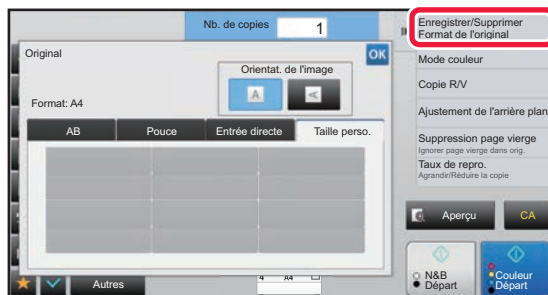 Nb. de copies 1
Original
OK
Orientat. de l'image
A
A
Format: A4
AB Pouce Entrée directe Taille perso.
Autres
4 A4
Enregistrer/Supprimer
Format de l'original
Mode couleur
Copie R/V
Ajustement de l'arrière plan
Suppression page vierge
Ignorer page vierge dans orig.
Taux de repro.
Agrandir/Réduire la copie
Aperçu CA
N&B
Départ
Couleur
Départ